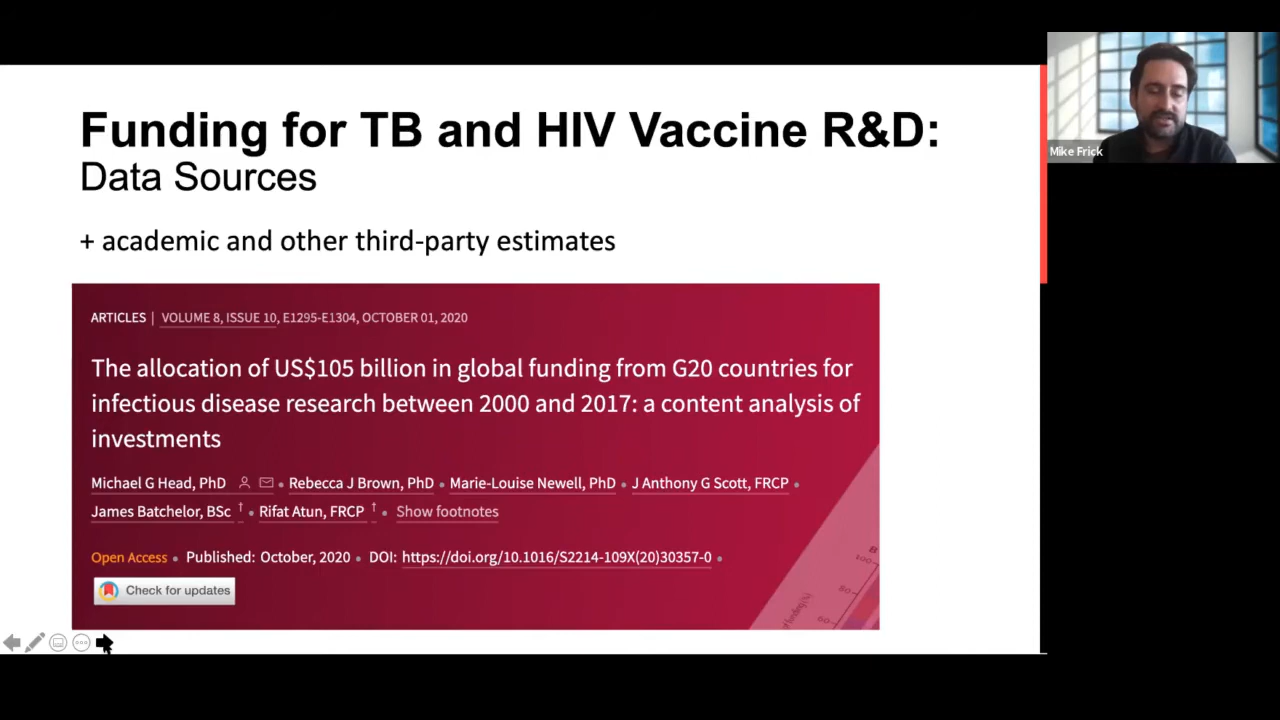 Funding for TB and HIV Vaccine R&D:
Data Sources
+ academic and other third-party estimates
ARTICLES | VOLUME 8, ISSUE 10, E1295-E1304, OCTOBER 01, 2020
The allocation of US$105 billion in global funding from G20 countries for
infectious disease research between 2000 and 2017: a content analysis of
investments
Michael G Head, PhD • Rebecca J Brown, PhD • Marie-Louise Newell, PhD • J Anthony G Scott, FRCP •
James Batchelor, BSc † • Rifat Atun, FRCP † • Show footnotes
Open Access • Published: October, 2020 • DOI: https://doi.org/10.1016/S2214-109X(20)30357-0 •
Check for updates
B
100
80
60
Mike Frick